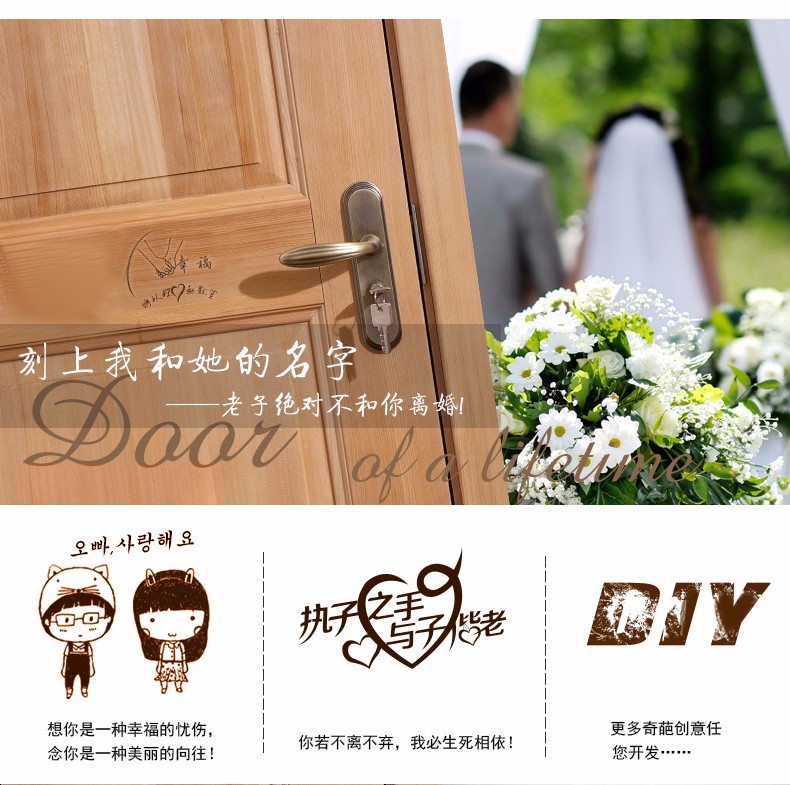 幸福
刻上我和她的名字
——老子绝对不和你离婚!
Door of a lifetime
오빠,사랑해요
执子之手
与子偕老
DIY
想你是一种幸福的忧伤，
念你是一种美丽的向往！
你若不离不弃，我必生死相依！
更多奇葩创意任
您开发……